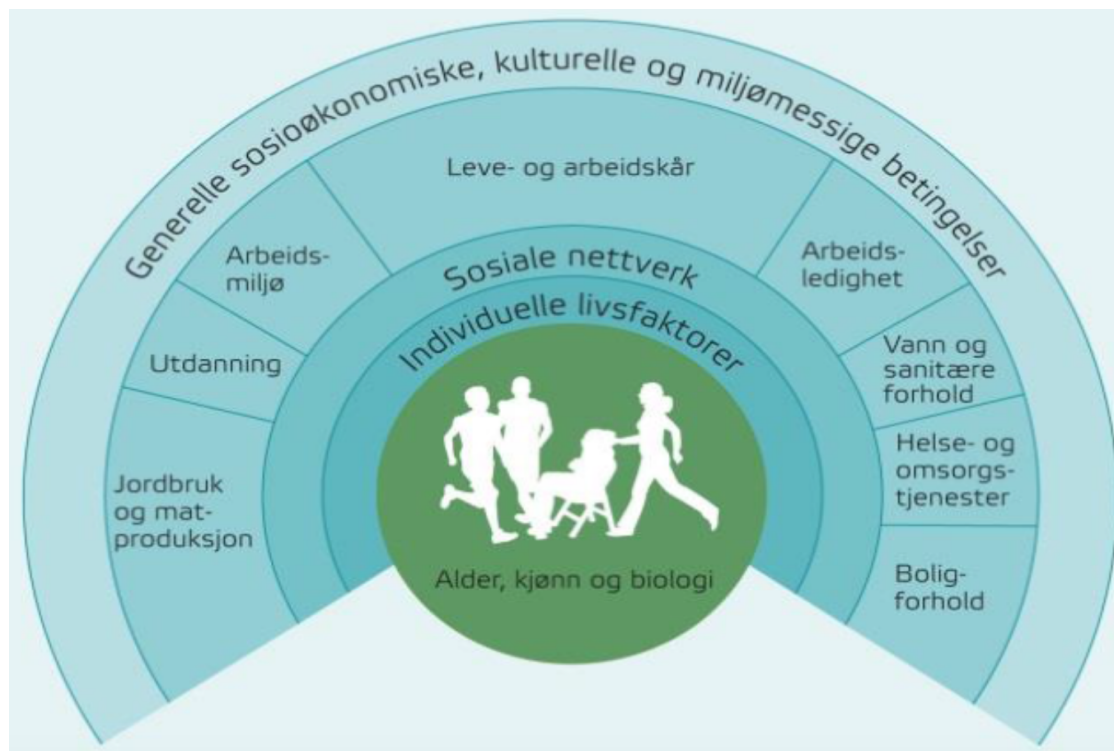 Generelle sosioøkonomiske, kulturelle og miljømessige betingelser
Leve- og arbeidskår
Arbeids-
miljø
Utdanning
Jordbruk
og mat-
produksjon
Arbeids-
ledighet
Vann og
sanitære
forhold
Helse- og
omsorgs-
tjenester
Bolig-
forhold
Sosiale nettverk
Individuelle livsfaktorer
Alder, kjønn og biologi